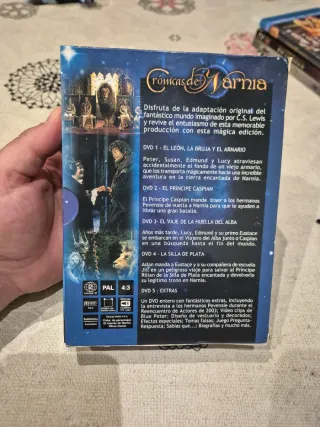 Crónicas de Narnia
Disfruta de la adaptación original del
fantástico mundo imaginado por C.S. Lewis
y revive el entusiasmo de esta memorable
producción con esta mágica edición.
DVD 1 - EL LEÓN, LA BRUJA Y EL ARMARIO
Peter, Susan, Edmund y Lucy atraviesan
accidentalmente el fondo de un viejo armario,
que los transporta mágicamente hacia una increíble
aventura en la tierra encantada de Narnia.
DVD 2 - EL PRÍNCIPE CASPIAN
El Príncipe Caspian manda traer a los hermanos
Pevensie de vuelta a Narnia para que le ayuden a
librar una gran batalla.
DVD 3- EL VIAJE DE LA HUELLA DEL ALBA
Años más tarde, Lucy, Edmund y su primo Eustace
se embarcan en el Viajero del Alba junto a Caspian
en una búsqueda hasta el fin del mundo.
DVD 4 - LA SILLA DE PLATA
Aslan manda a Eustace y a su compañera de escuela
Jill en un peligroso viaje para salvar al Príncipe
Rilian de la Silla de Plata encantada y devolverlo
su legítimo trono en Narnia.
DVD 5 - EXTRAS
Un DVD entero con fantásticos extras, incluyendo
la entrevista a los hermanos Pevensie durante el
Reencuentro de Actores de 2002; Video clips de
Blue Peter; Diseño de vestuario y decorados;
Efectos especiales; Tomas falsas; Juego Pregunta-
Respuesta; Sabías que...; Biografías y mucho más.
PAL
4:3